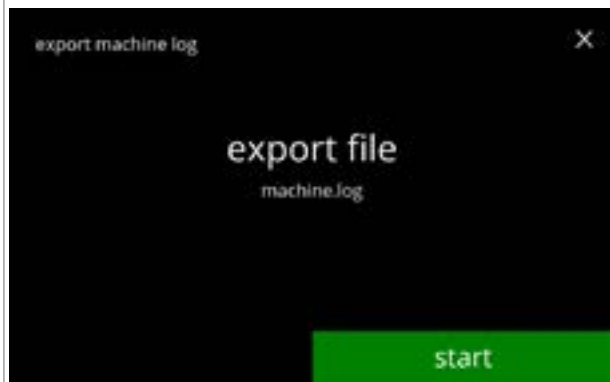 export machine log
X
export file
machine.log
start